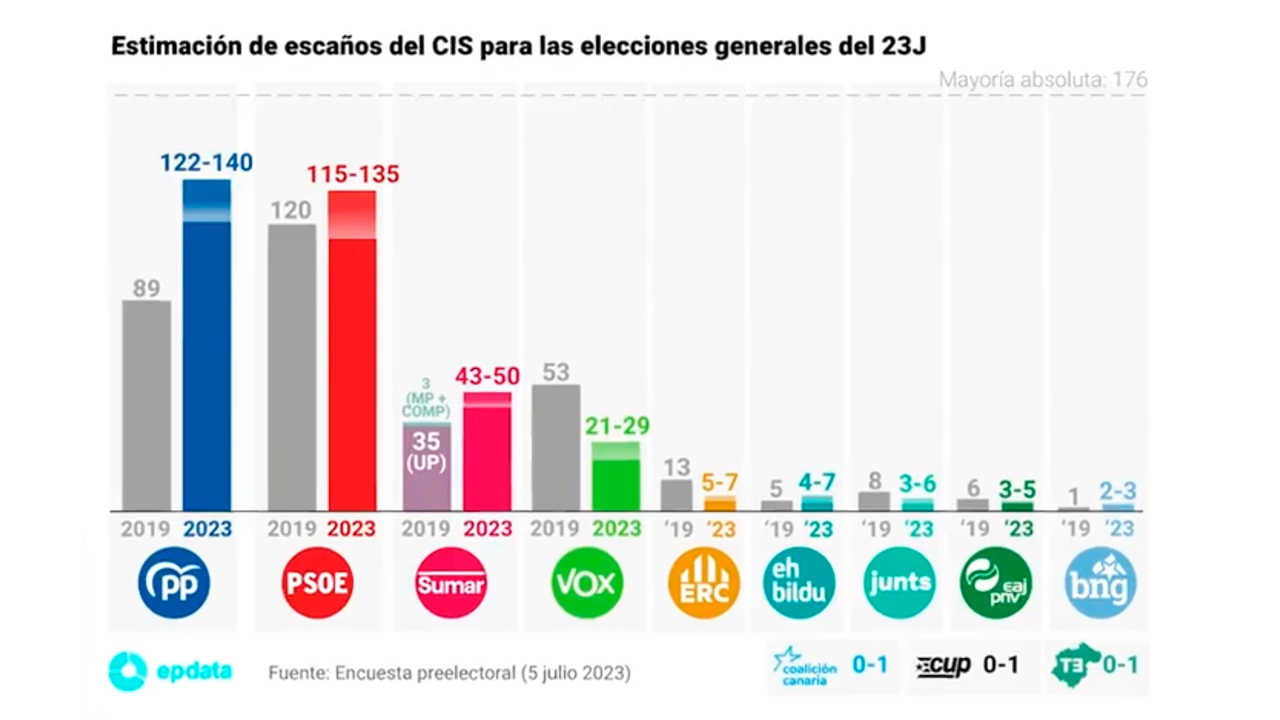 Estimación de escaños del CIS para las elecciones generales del 23J
Mayoría absoluta: 176
122-140
115-135
120
89
3
(MP +
COMP)
43-50
35
(UP)
53
21-29
13
5-7
5
4-7
8
3-6
6
3-5
1
2-3
2019 2023 2019 2023 2019 2023 2019 2023 '19 '23 '19 '23 '19 '23 '19 '23 '19 '23
pp
PSOE
Sumar
VOX
ERC
eh
bildu
junts
eaj
pnv
bng
epdata
Fuente: Encuesta preelectoral (5 julio 2023)
coalición
canaria
0-1
cup 0-1
TE 0-1